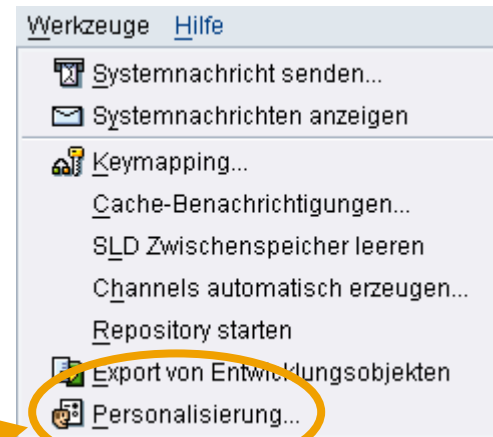 Werkzeuge Hilfe
Systemnachricht senden...
Systemnachrichten anzeigen
Keymapping...
Cache-Benachrichtigungen...
SLD Zwischenspeicher leeren
Channels automatisch erzeugen...
Repository starten
Export von Entwicklungsobjekten
Personalisierung...